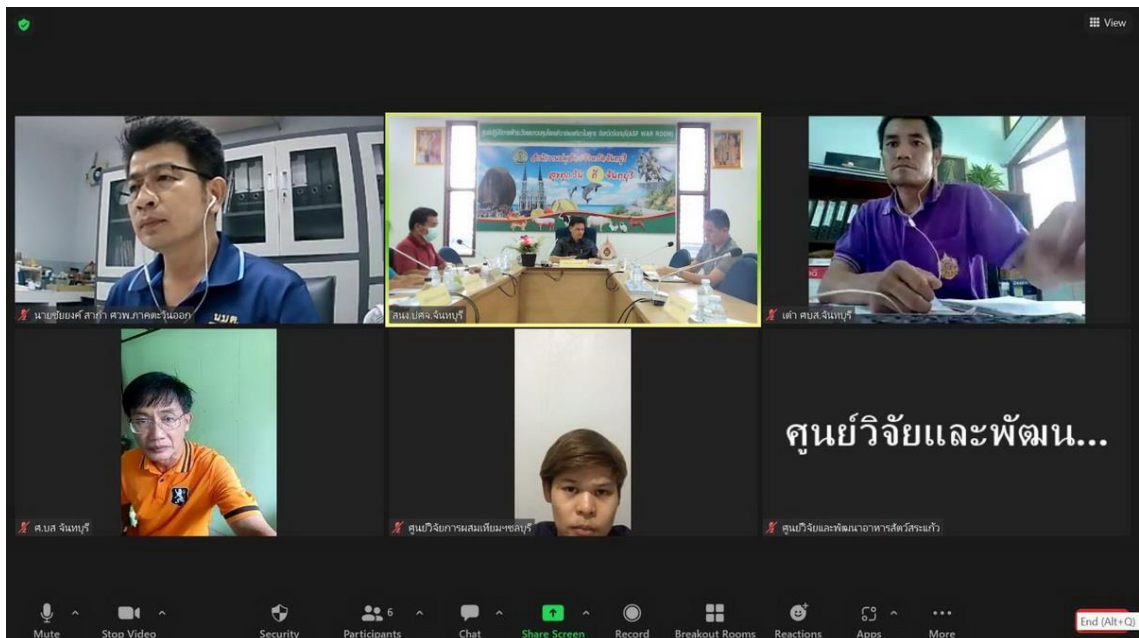 View
นายชัยยงค์ สาภา ศวพ.ภาคตะวันออก
สนง.ปศจ.จันทบุรี
เต๋า ศบส.จันทบุรี
ศ.บส จันทบุรี
ศูนย์วิจัยการผสมเทียมฯชลบุรี
ศูนย์วิจัยและพัฒน...
ศูนย์วิจัยและพัฒนาอาหารสัตว์สระแก้ว
Mute
Stop Video
Security
6
Participants
Chat
Share Screen
Record
Breakout Rooms
Reactions
Apps
More
End (Alt+Q)